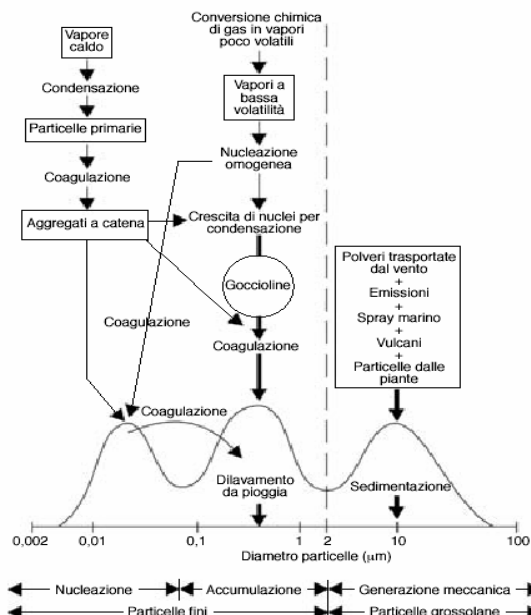 Vapore
caldo
Condensazione
Particelle primarie
Coagulazione
Aggregati a catena
Conversione chimica
di gas in vapori
poco volatili
Vapori a
bassa
volatilità
Nucleazione
omogenea
Crescita di nuclei per
condensazione
Goccioline
Coagulazione
Coagulazione
Coagulazione
Polveri trasportate
dal vento
+
Emissioni
+
Spray marino
+
Vulcani
+
Particelle dalle
piante
Dilavamento
da pioggia
Sedimentazione
0,002 0,01 0,1 1 2 10 100
Diametro particelle (μm)
Nucleazione Accumulazione Generazione meccanica
Particelle fini Particelle grossolane